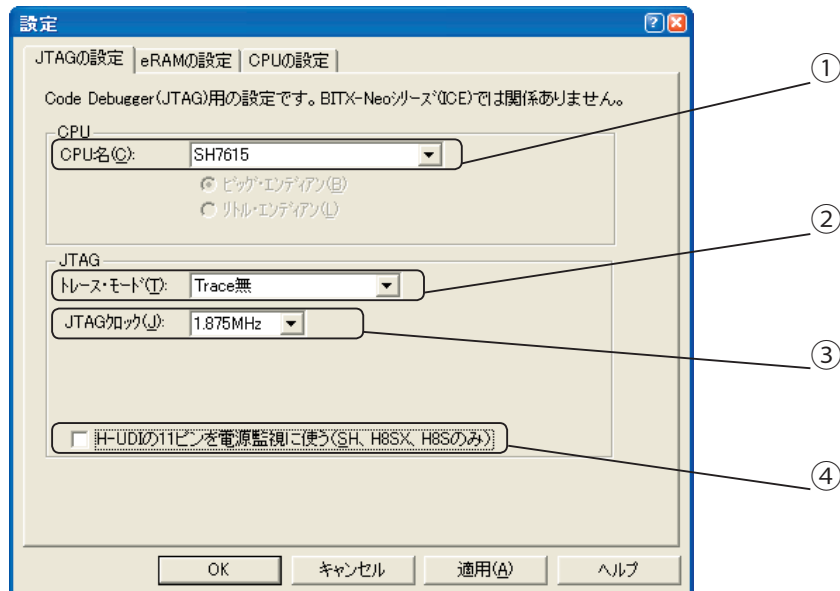 設定
JTAGの設定 eRAMの設定 CPUの設定
①
Code Debugger(JTAG)用の設定です。BITX-Neoシリーズ(ICE)では関係ありません。
CPU
CPU名(C): SH7615
ビッグ・エンディアン(B)
リトル・エンディアン(L)
②
JTAG
トレース・モード(T): Trace無
JTAGクロック(J): 1.875MHz
③
H-UDIの11ピンを電源監視に使う(SH、H8SX、H8Sのみ)
④
OK キャンセル 適用(A) ヘルプ